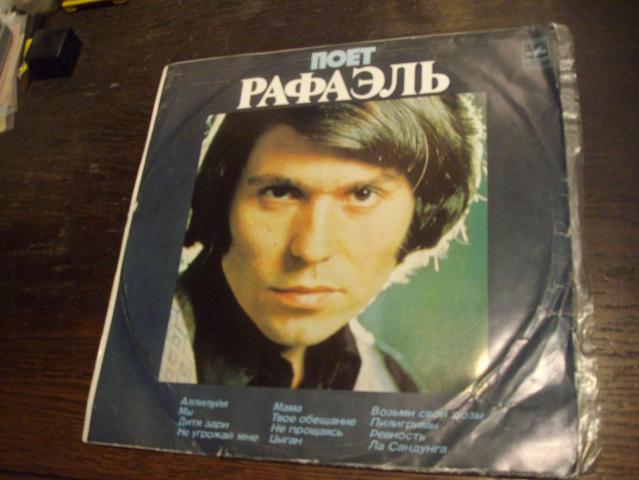 ПОЕТ
РАФАЭЛЬ
Аллилуйя
Мы
Дитя зари
Не угрожай мне
Мама
Твое обещание
Не прощаясь
Цыган
Возьми свои розы
Пилигримы
Ревность
Ла Сандунга